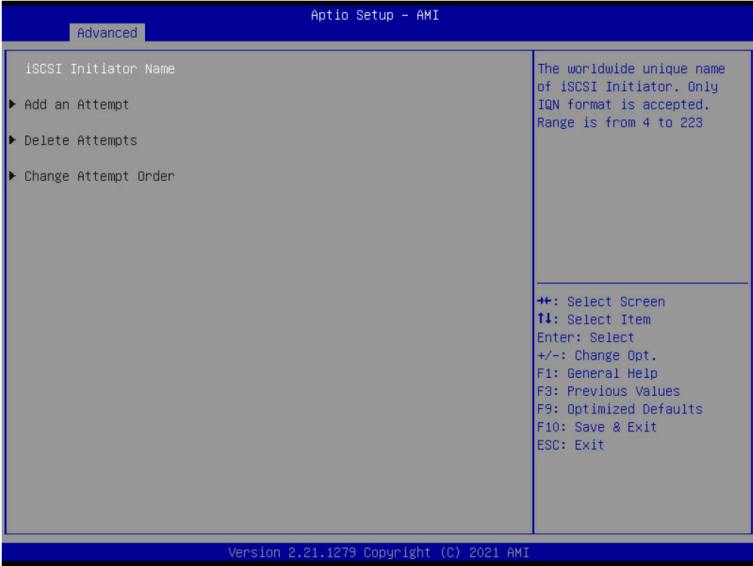 Aptio Setup – AMI
Advanced
iSCSI Initiator Name
▶ Add an Attempt
▶ Delete Attempts
▶ Change Attempt Order
The worldwide unique name
of iSCSI Initiator. Only
IQN format is accepted.
Range is from 4 to 223
→←: Select Screen
↑↓: Select Item
Enter: Select
+/-: Change Opt.
F1: General Help
F3: Previous Values
F9: Optimized Defaults
F10: Save & Exit
ESC: Exit
Version 2.21.1279 Copyright (C) 2021 AMI